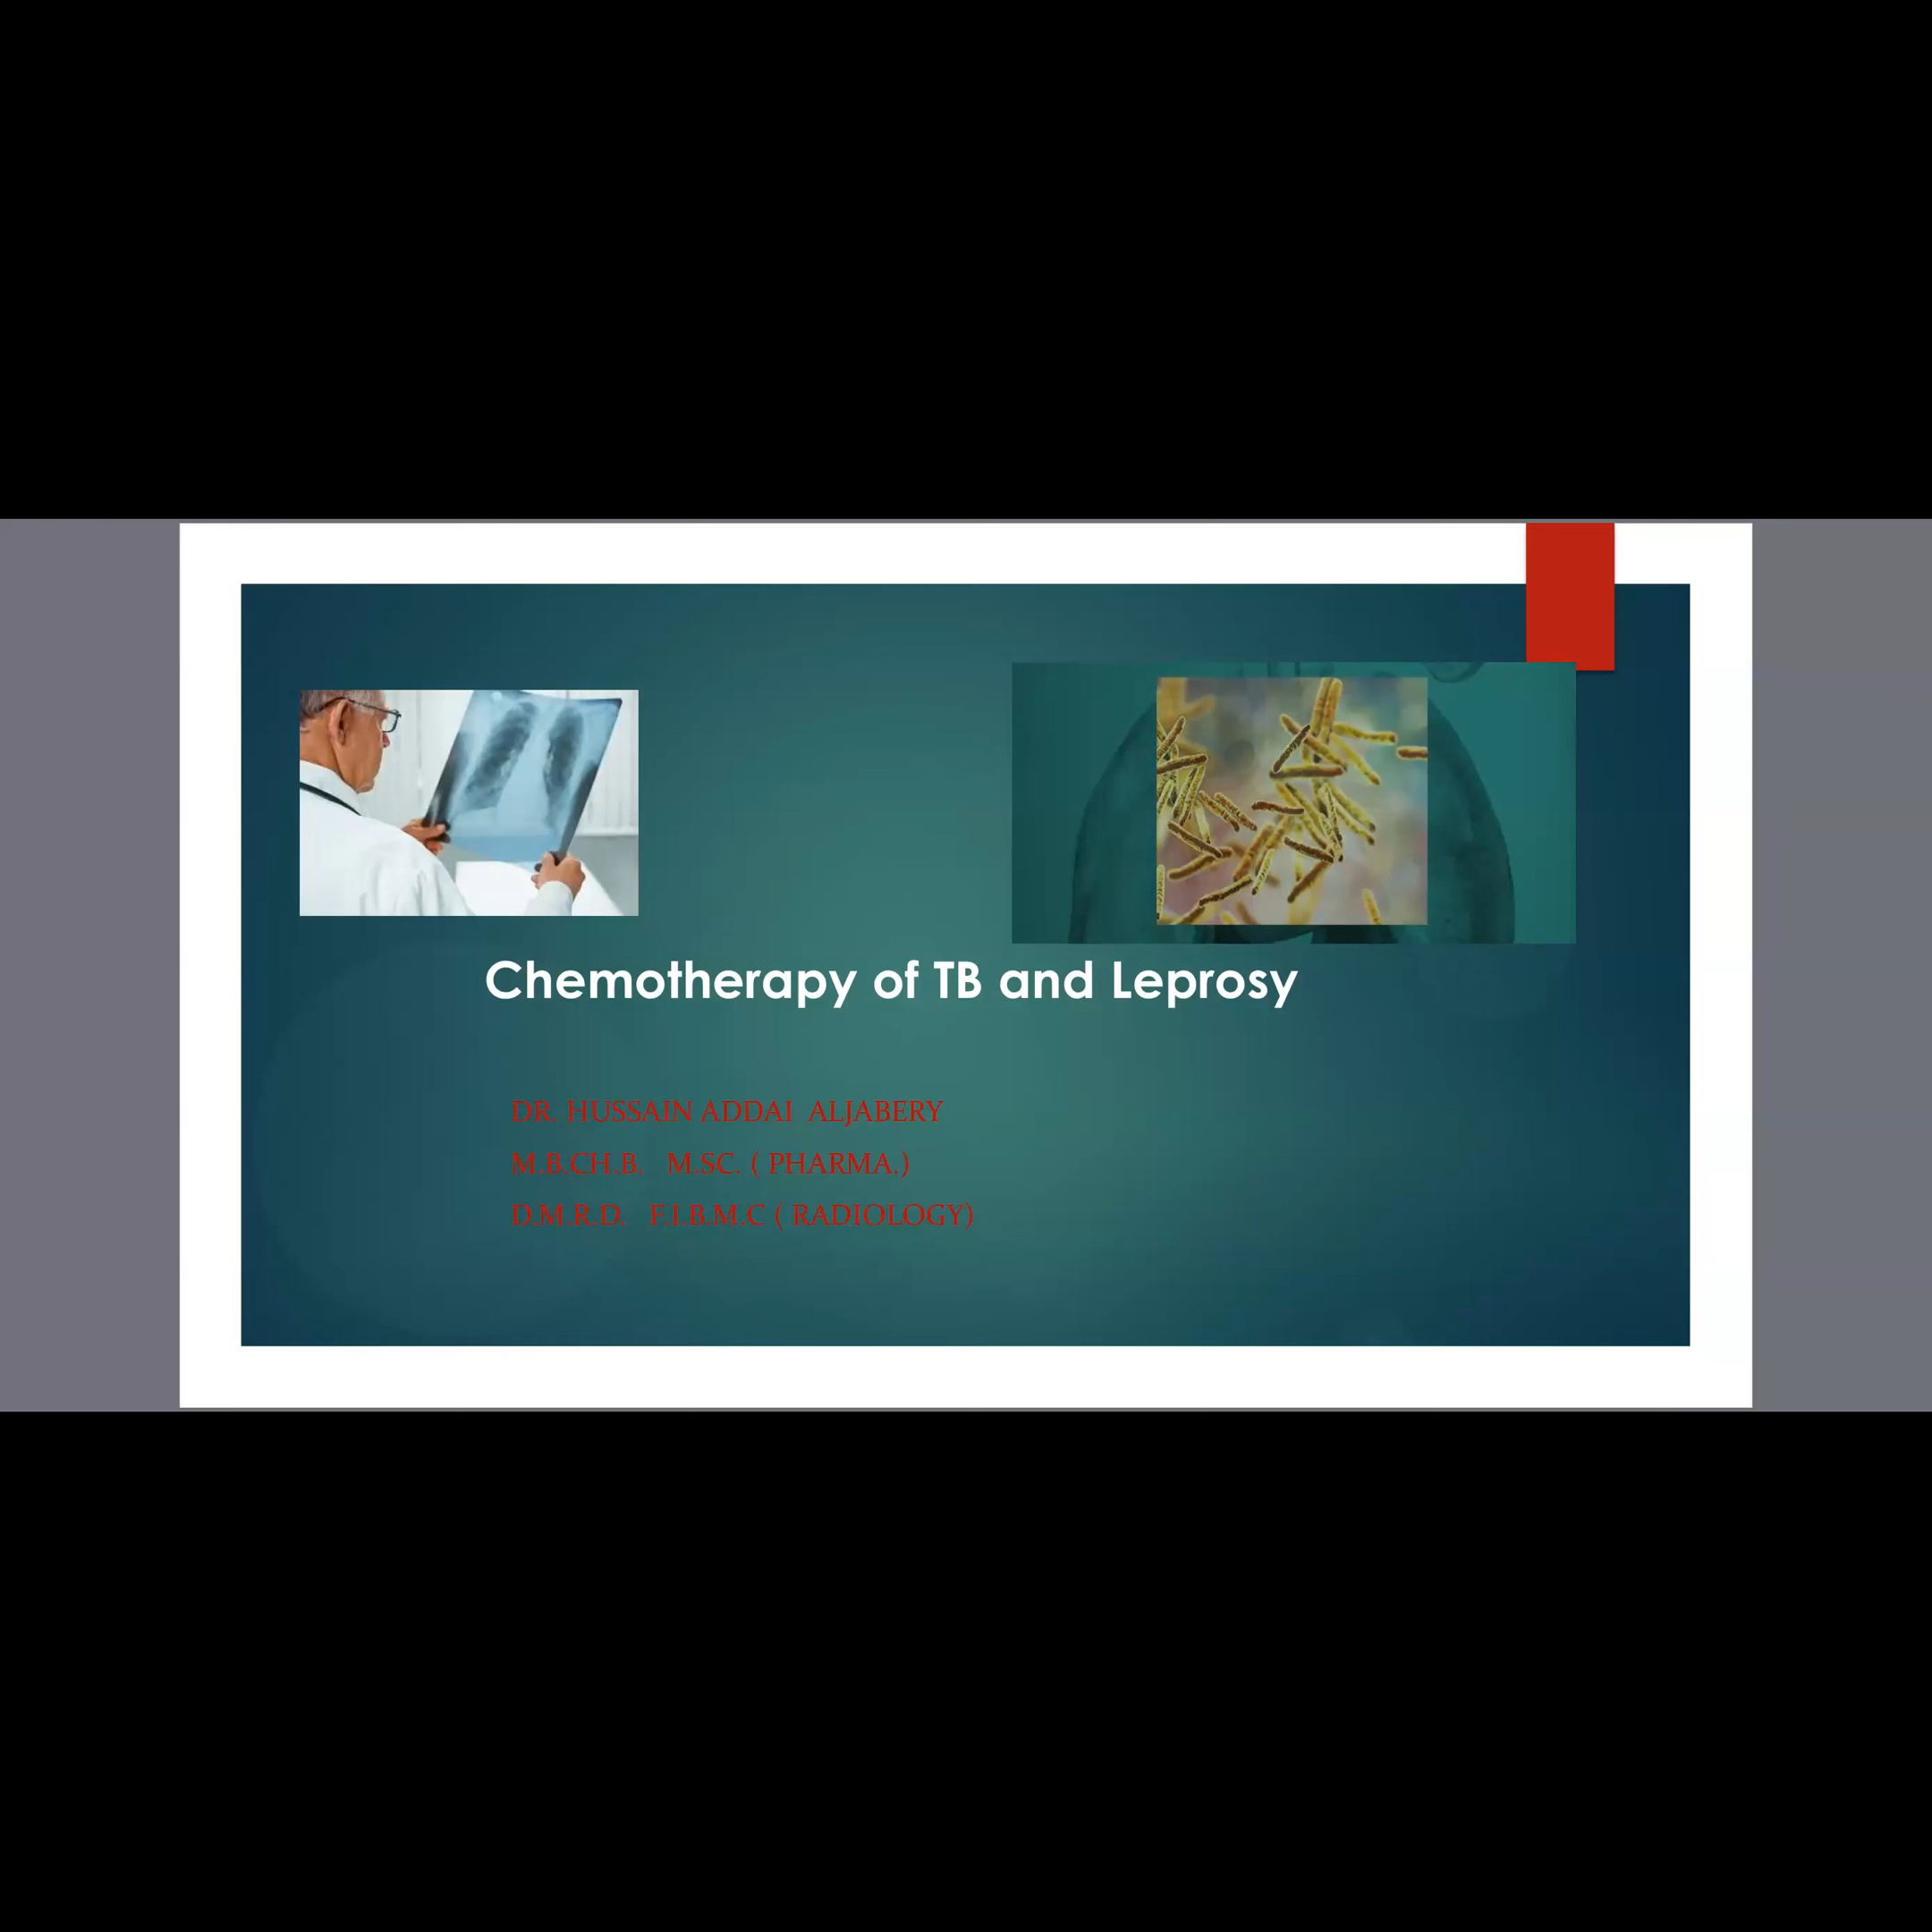 Chemotherapy of TB and Leprosy
DR. HUSSAIN ADDAI ALJABERY
M.B.CH.B. M.SC. ( PHARMA.)
D.M.R.D. F.I.B.M.C ( RADIOLOGY)